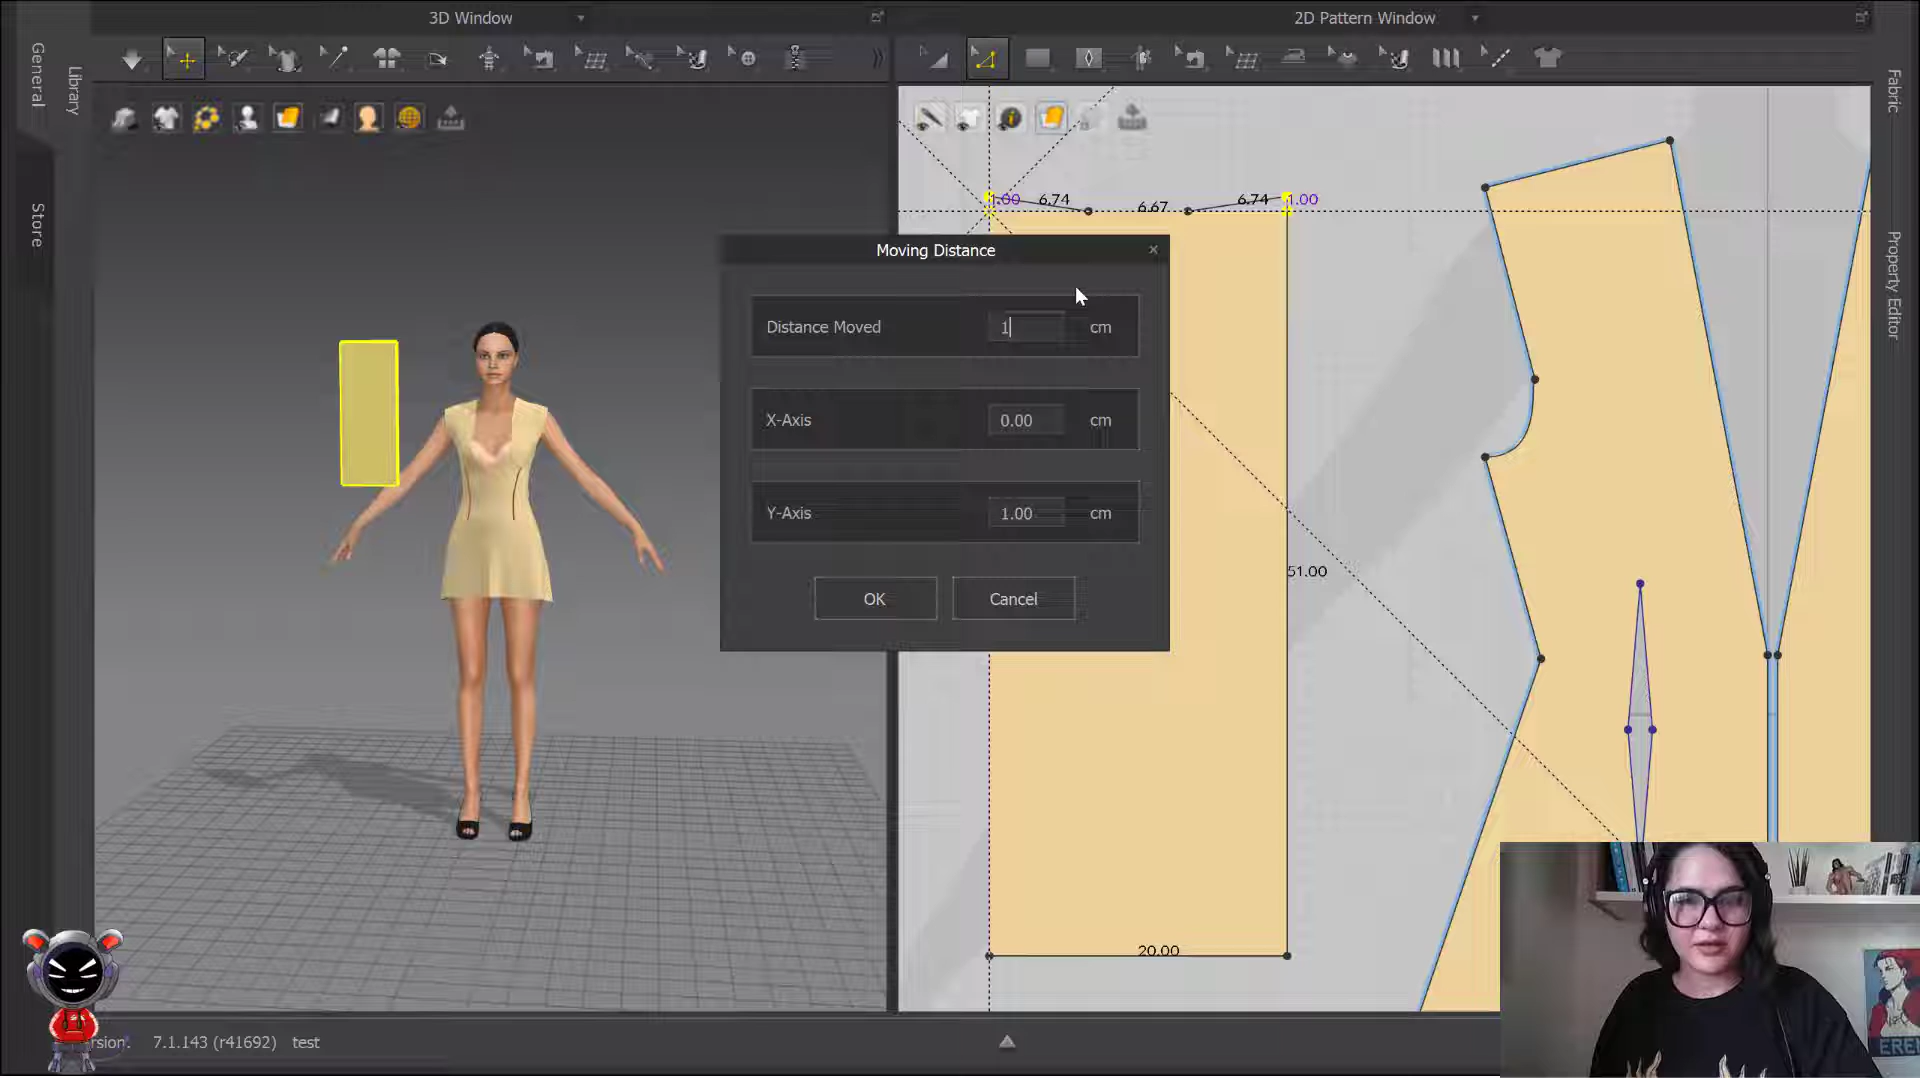 3D Window
2D Pattern Window
General
Library
Store
Fabric
Property Editor
1.00
6.74
6.67
6.74
1.00
Moving Distance
Distance Moved 1 cm
X-Axis 0.00 cm
Y-Axis 1.00 cm
OK
Cancel
51.00
20.00
rsion: 7.1.143 (r41692) test
EREN